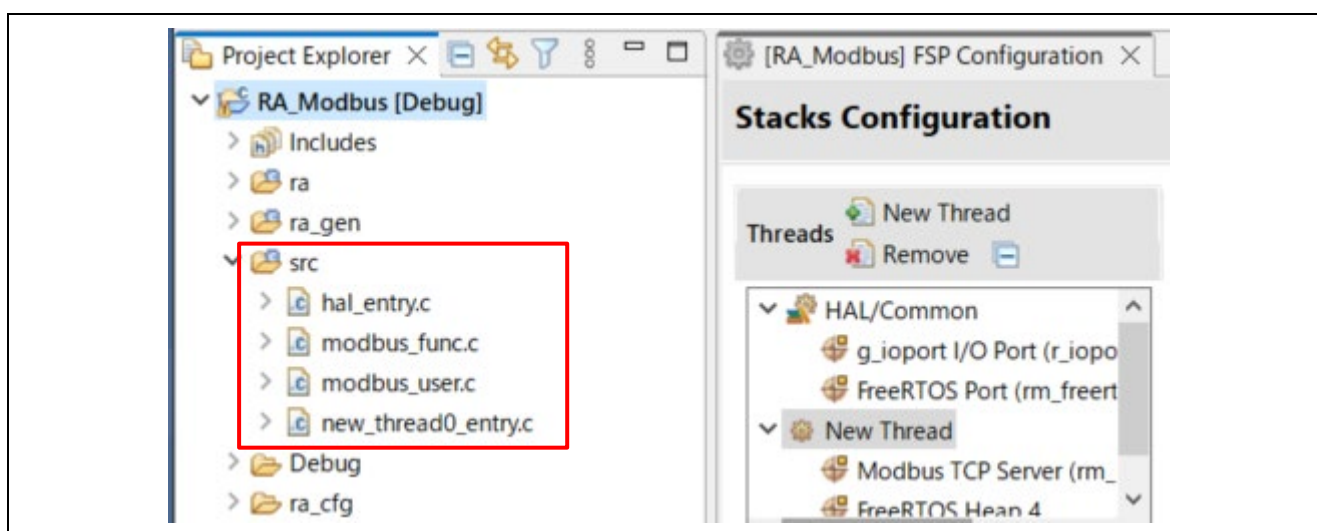 Project Explorer
RA_Modbus [Debug]
Includes
ra
ra_gen
src
hal_entry.c
modbus_func.c
modbus_user.c
new_thread0_entry.c
Debug
ra_cfg
[RA_Modbus] FSP Configuration
Stacks Configuration
Threads
New Thread
Remove
HAL/Common
g_ioport I/O Port (r_iopo
FreeRTOS Port (rm_freert
New Thread
Modbus TCP Server (rm_
FreeRTOS Heap 4